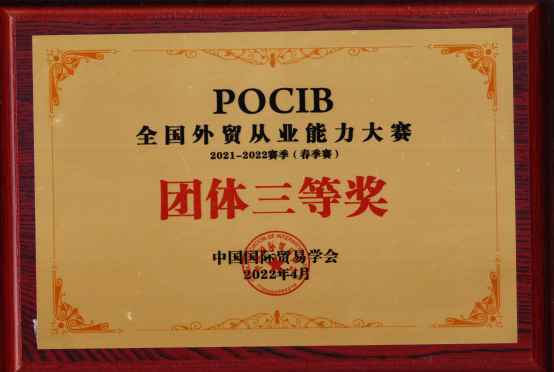 POCIB
全国外贸从业能力大赛
2021-2022赛季(春季赛)
团体三等奖
中国国际贸易学会
2022年4月